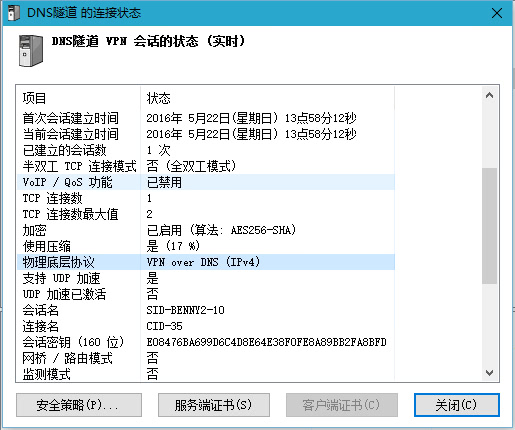 DNS隧道 的连接状态
DNS隧道 VPN 会话的状态 (实时)
项目 状态
首次会话建立时间 2016年 5月22日(星期日) 13点58分12秒
当前会话建立时间 2016年 5月22日(星期日) 13点58分12秒
已建立的会话数 1 次
半双工 TCP 连接模式 否 (全双工模式)
VoIP / QoS 功能 已禁用
TCP 连接数 1
TCP 连接数最大值 2
加密 已启用 (算法: AES256-SHA)
使用压缩 是 (17 %)
物理底层协议 VPN over DNS (IPv4)
支持 UDP 加速 是
UDP 加速已激活 否
会话名 SID-BENNY2-10
连接名 CID-35
会话密钥 (160 位) E08476BA699D6C4D8E64E38F0FE8A89BB2FA8BFD
网桥 / 路由模式 否
监测模式 否
安全策略(P)...
服务端证书(S)
客户端证书(C)
关闭(C)